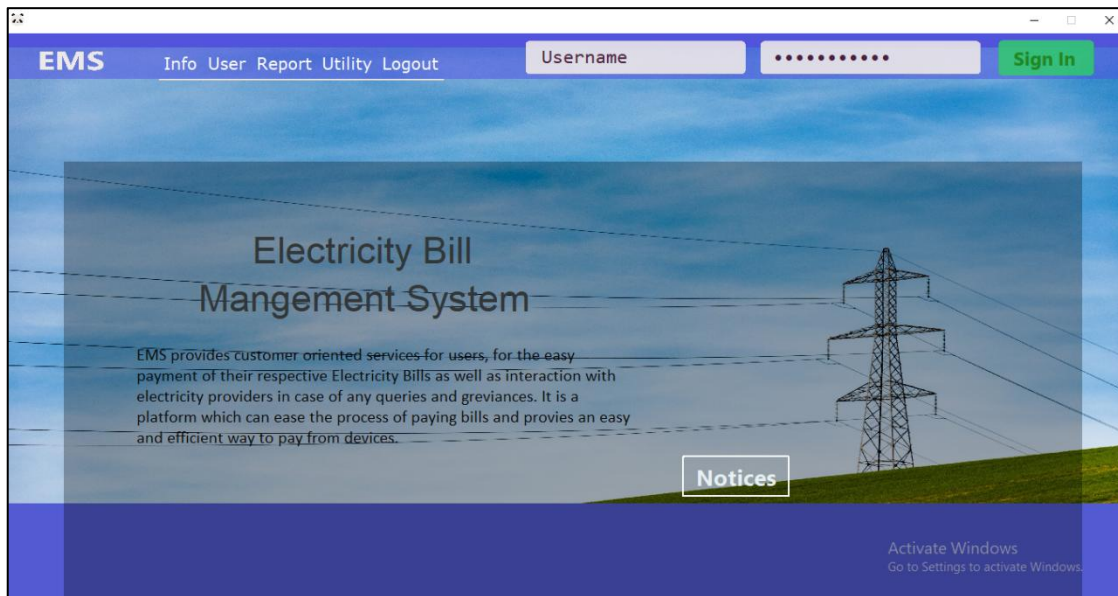 EMS
Info User Report Utility Logout
Username
•••••••••••
Sign In
Electricity Bill
Mangement System
EMS provides customer oriented services for users, for the easy
payment of their respective Electricity Bills as well as interaction with
electricity providers in case of any queries and greviances. It is a
platform which can ease the process of paying bills and provies an easy
and efficient way to pay from devices.
Notices
Activate Windows
Go to Settings to activate Windows.